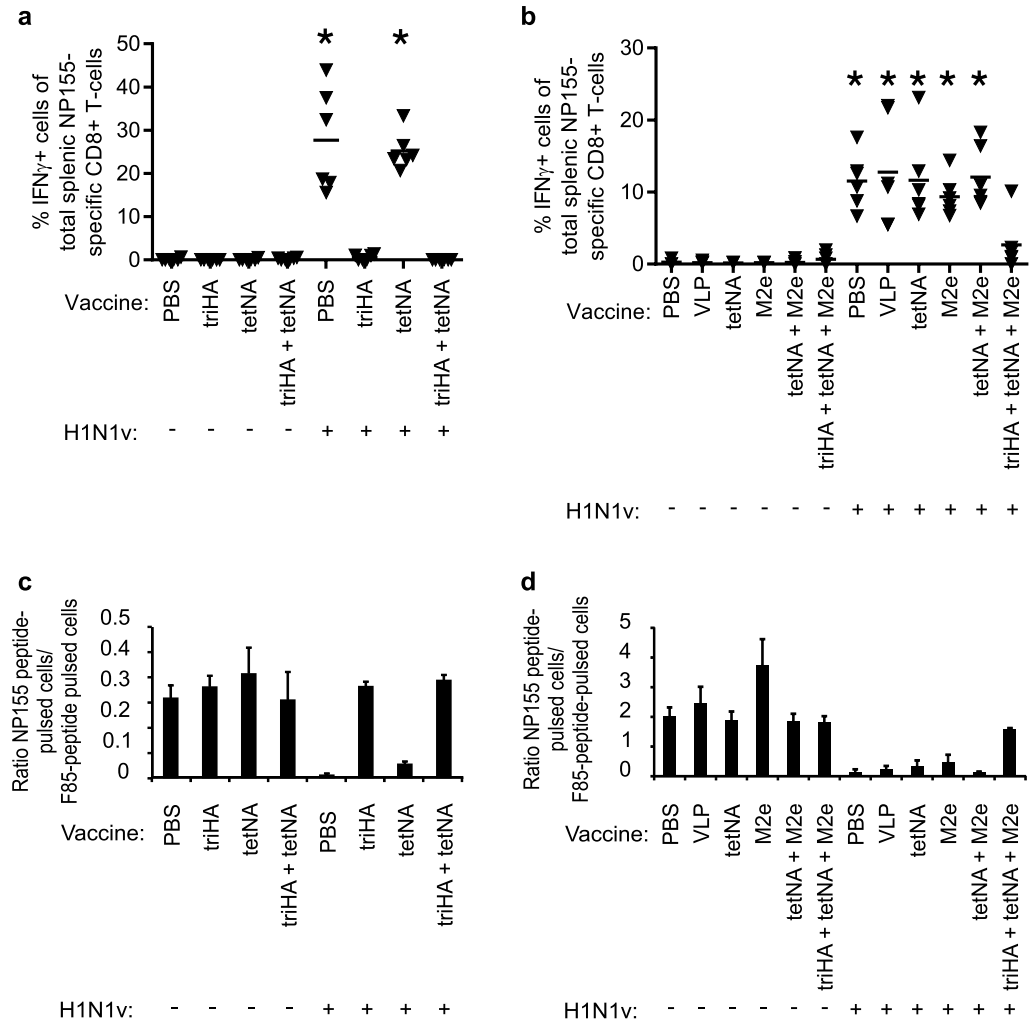 a
% IFNγ+ cells of
total splenic NP155-
specific CD8+ T-cells
50
40
30
20
10
0
* *
Vaccine: PBS triHA tetNA triHA + tetNA PBS triHA tetNA triHA + tetNA
H1N1v: - - - - + + + +
b
% IFNγ+ cells of
total splenic NP155-
specific CD8+ T-cells
30
20
10
0
* * * * *
Vaccine: PBS VLP tetNA M2e tetNA + M2e triHA + tetNA + M2e PBS VLP tetNA M2e tetNA + M2e triHA + tetNA + M2e
H1N1v: - - - - - - + + + + + +
c
Ratio NP155 peptide-
pulsed cells/
F85-peptide pulsed cells
0.5
0.4
0.3
0.2
0.1
0
Vaccine: PBS triHA tetNA triHA + tetNA PBS triHA tetNA triHA + tetNA
H1N1v: - - - - + + + +
d
Ratio NP155 peptide-
pulsed cells/
F85-peptide-pulsed cells
5
4
3
2
1
0
Vaccine: PBS VLP tetNA M2e tetNA + M2e triHA + tetNA + M2e PBS VLP tetNA M2e tetNA + M2e triHA + tetNA + M2e
H1N1v: - - - - - - + + + + + +